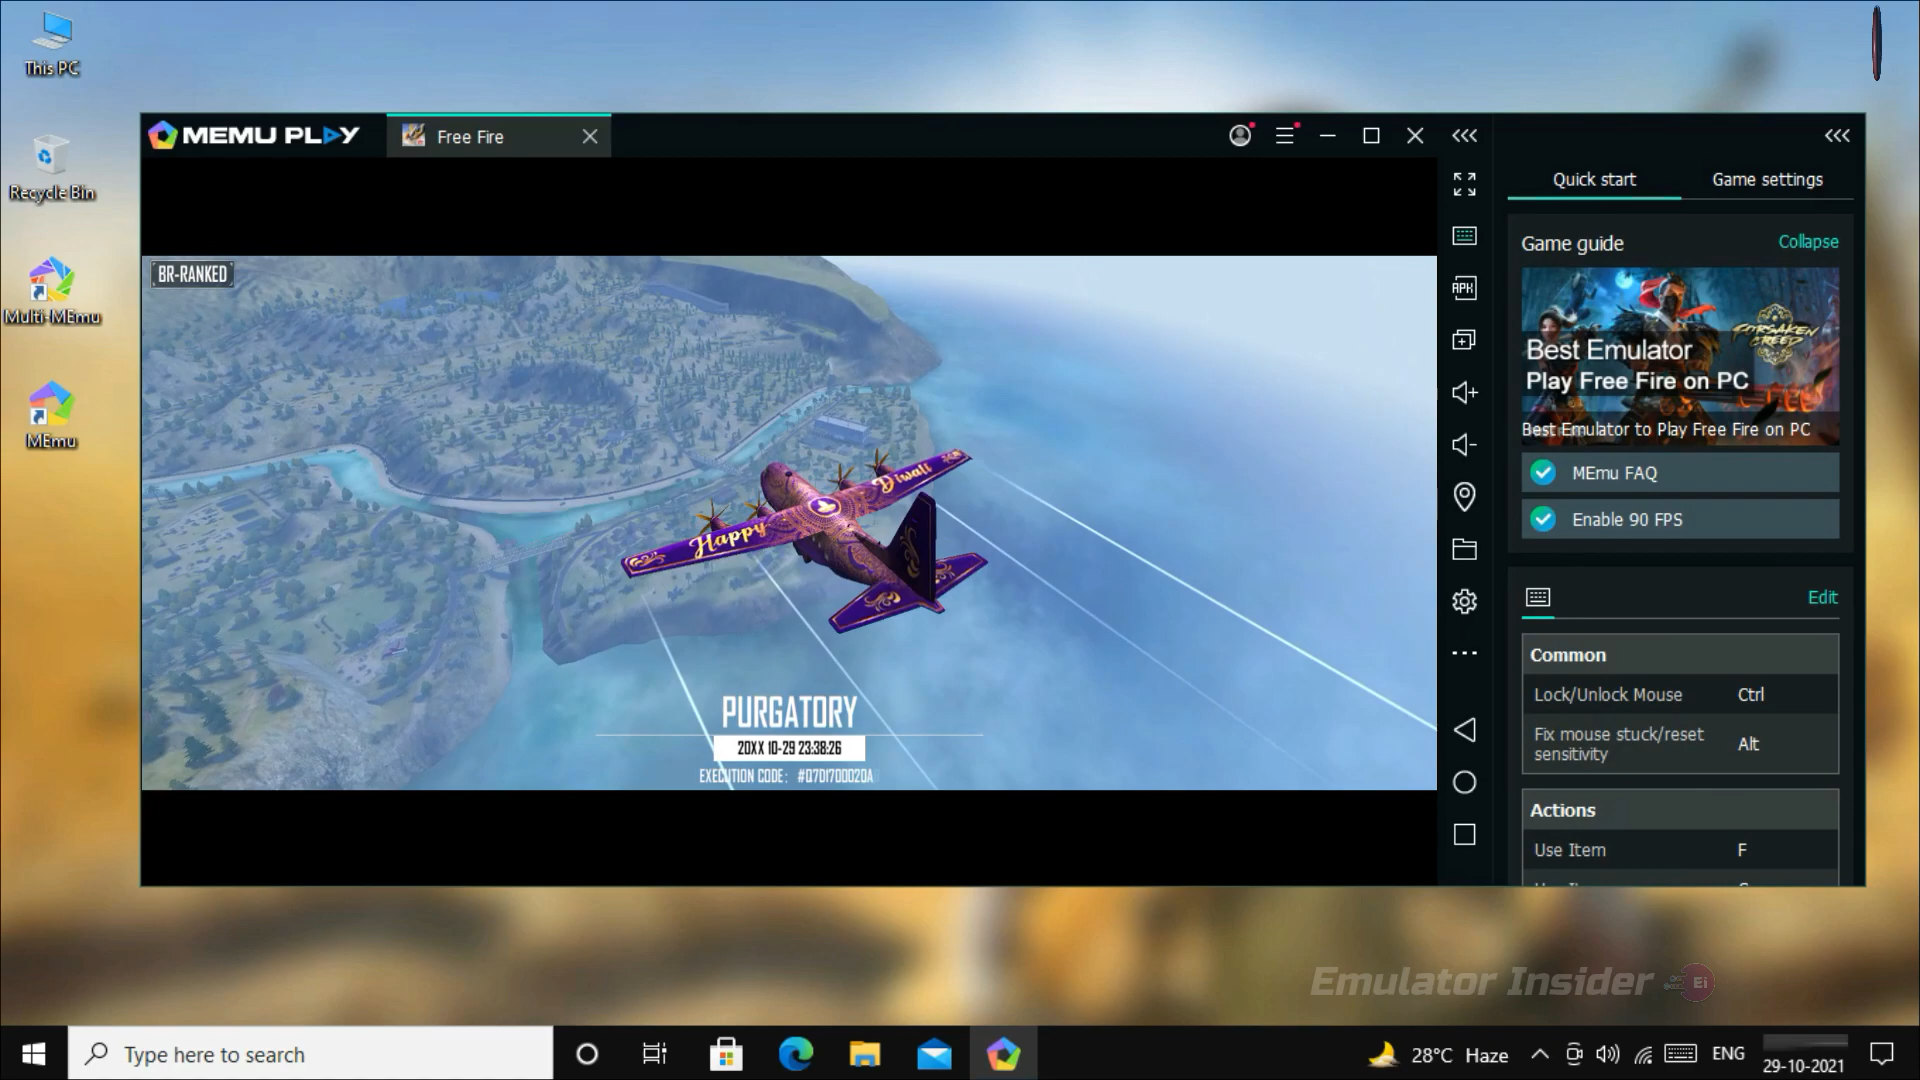 This PC
Recycle Bin
Multi-MEmu
MEmu
MEMU PLAY
Free Fire
BR-RANKED
Happy Diwali
PURGATORY
20XX 10-29 23:38:26
EXECUTION CODE: #D7D1700020A
APK
Quick start
Game settings
Game guide
Collapse
FORSAKEN
CREED
Best Emulator
Play Free Fire on PC
Best Emulator to Play Free Fire on PC
MEmu FAQ
Enable 90 FPS
Edit
Common
Lock/Unlock Mouse Ctrl
Fix mouse stuck/reset
sensitivity Alt
Actions
Use Item F
Emulator Insider Ei
Type here to search
28°C Haze
ENG
29-10-2021